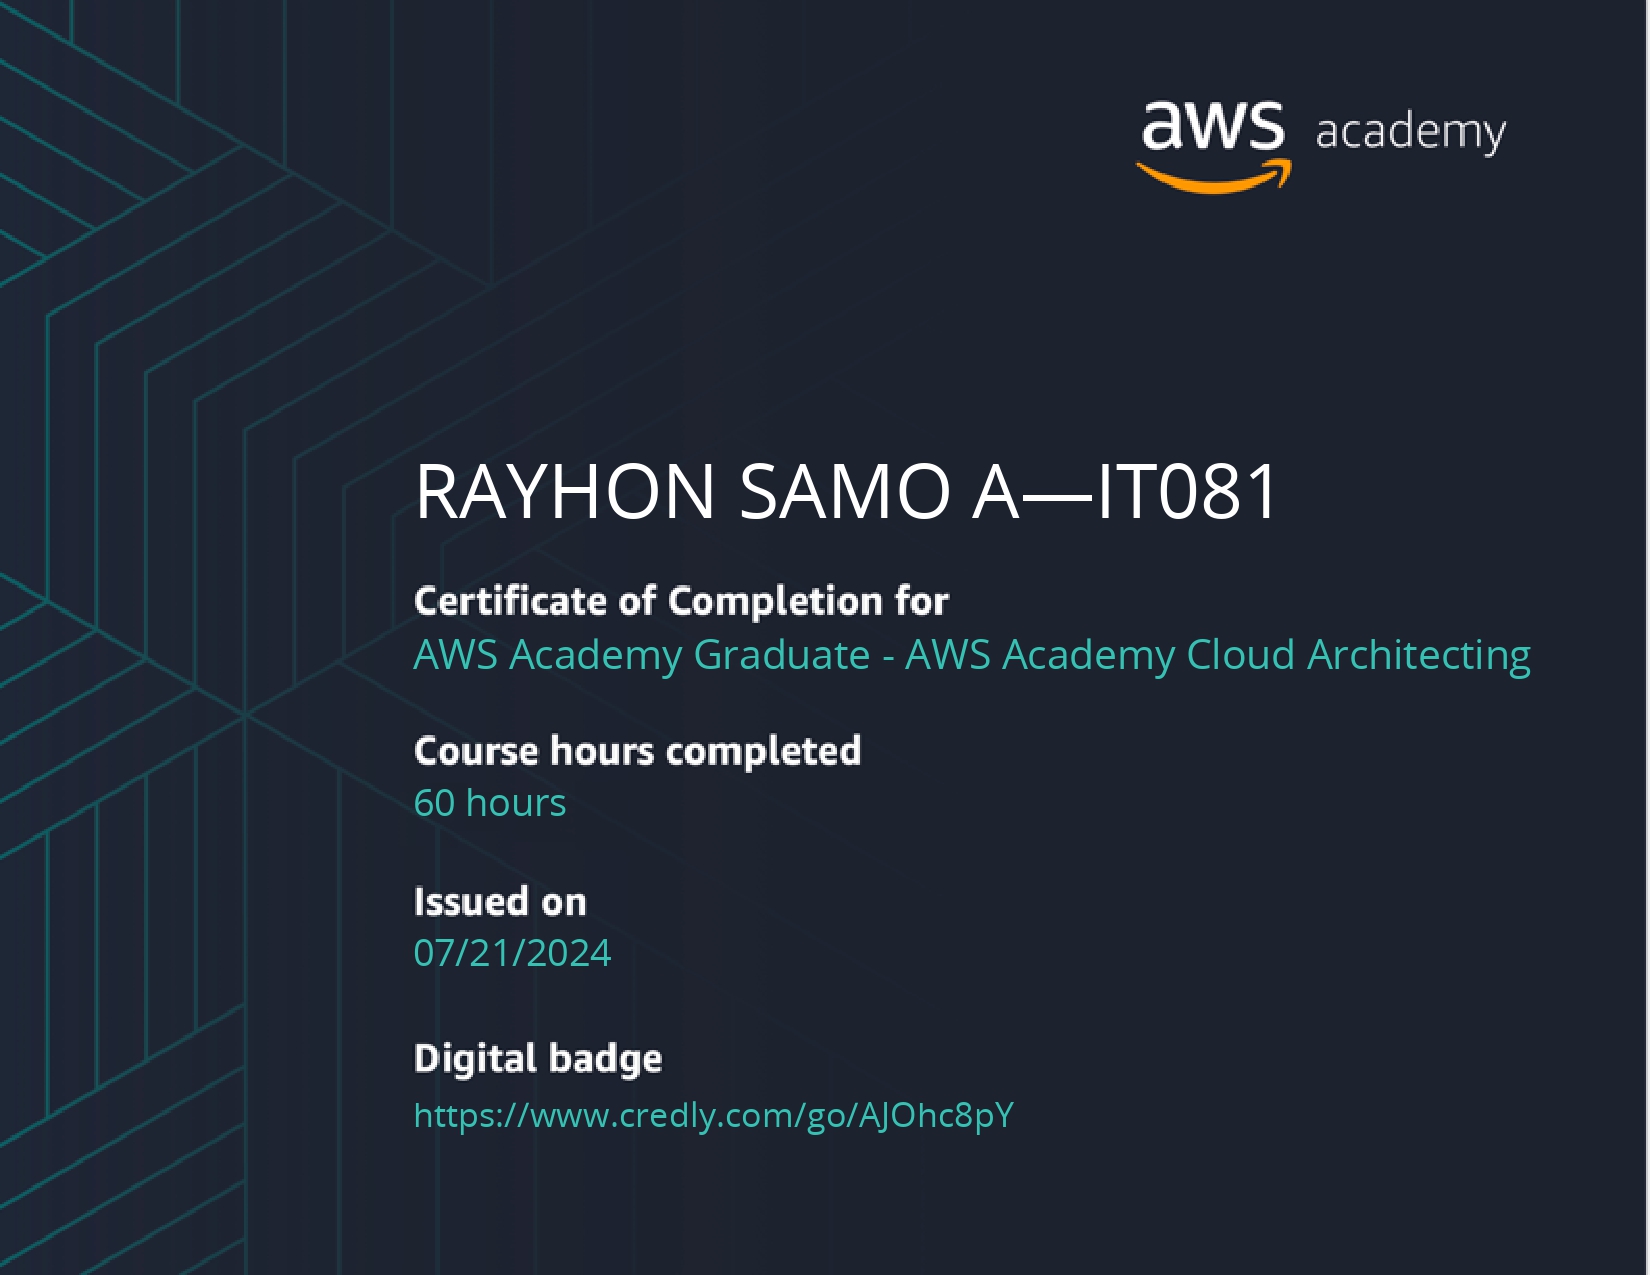 aws academy
RAYHON SAMO A—IT081
Certificate of Completion for
AWS Academy Graduate - AWS Academy Cloud Architecting
Course hours completed
60 hours
Issued on
07/21/2024
Digital badge
https://www.credly.com/go/AJOhc8pY